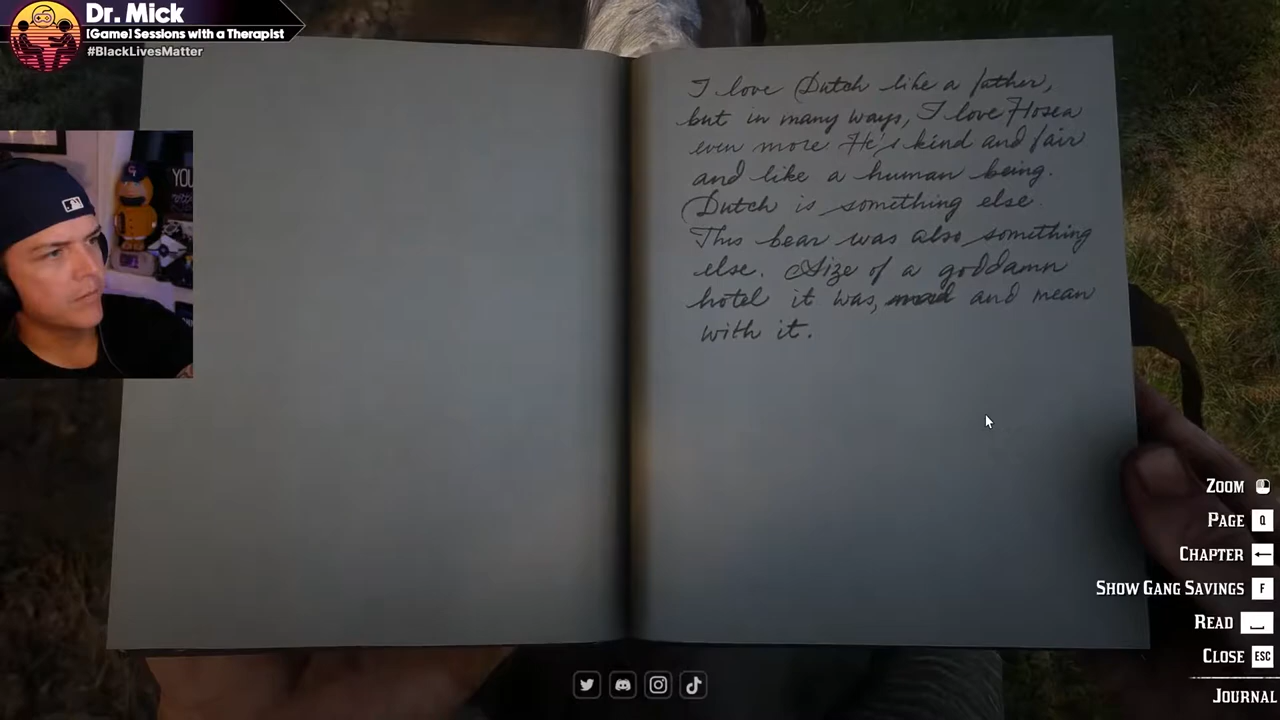 Dr. Mick
[Game] Sessions with a Therapist
#BlackLivesMatter
YOU
I love Dutch like a father,
but in many ways, I love Hosea
even more He's kind and fair
and like a human being.
Dutch is something else.
This bear was also something
else. Size of a goddamn
hotel it was, and mean
with it.
ZOOM
PAGE Q
CHAPTER ←
SHOW GANG SAVINGS F
READ
CLOSE ESC
JOURNAL